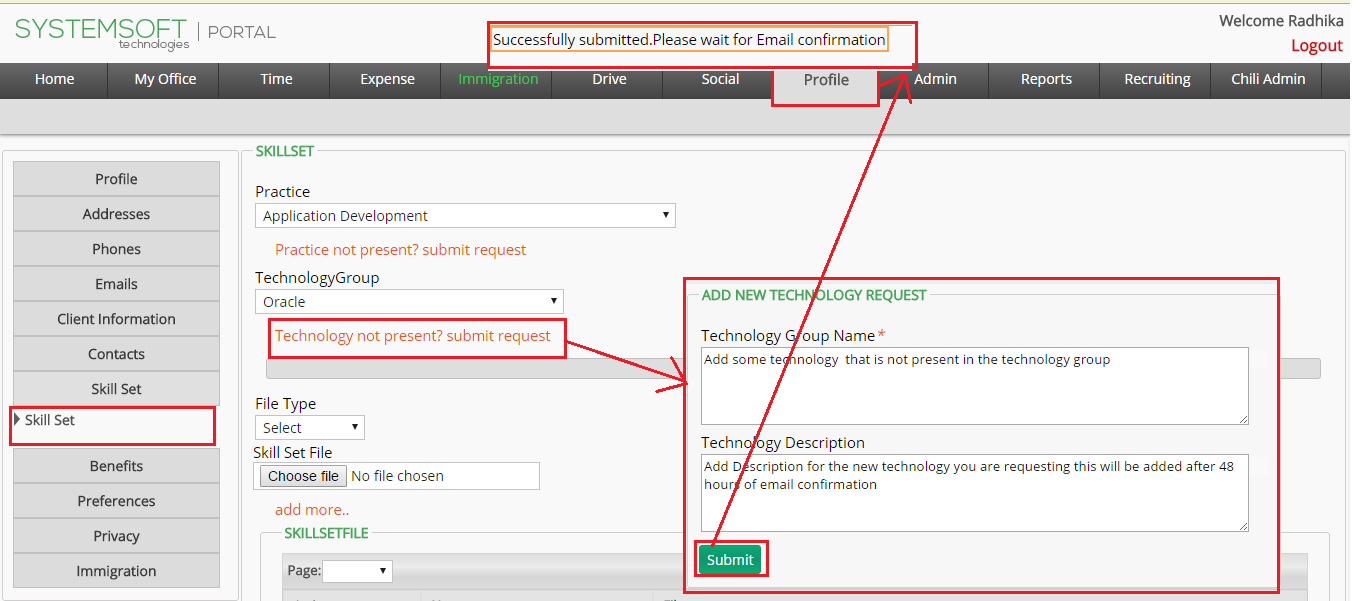 SYSTEMSOFT
technologies
PORTAL
Welcome Radhika
Logout
Successfully submitted.Please wait for Email confirmation
Home My Office Time Expense Immigration Drive Social Profile Admin Reports Recruiting Chili Admin
Profile
Addresses
Phones
Emails
Client Information
Contacts
Skill Set
Skill Set
Benefits
Preferences
Privacy
Immigration
SKILLSET
Practice
Application Development
Practice not present? submit request
TechnologyGroup
Oracle
Technology not present? submit request
File Type
Select
Skill Set File
Choose file No file chosen
add more..
SKILLSETFILE
Page:
ADD NEW TECHNOLOGY REQUEST
Technology Group Name*
Add some technology that is not present in the technology group
Technology Description
Add Description for the new technology you are requesting this will be added after 48
hours of email confirmation
Submit